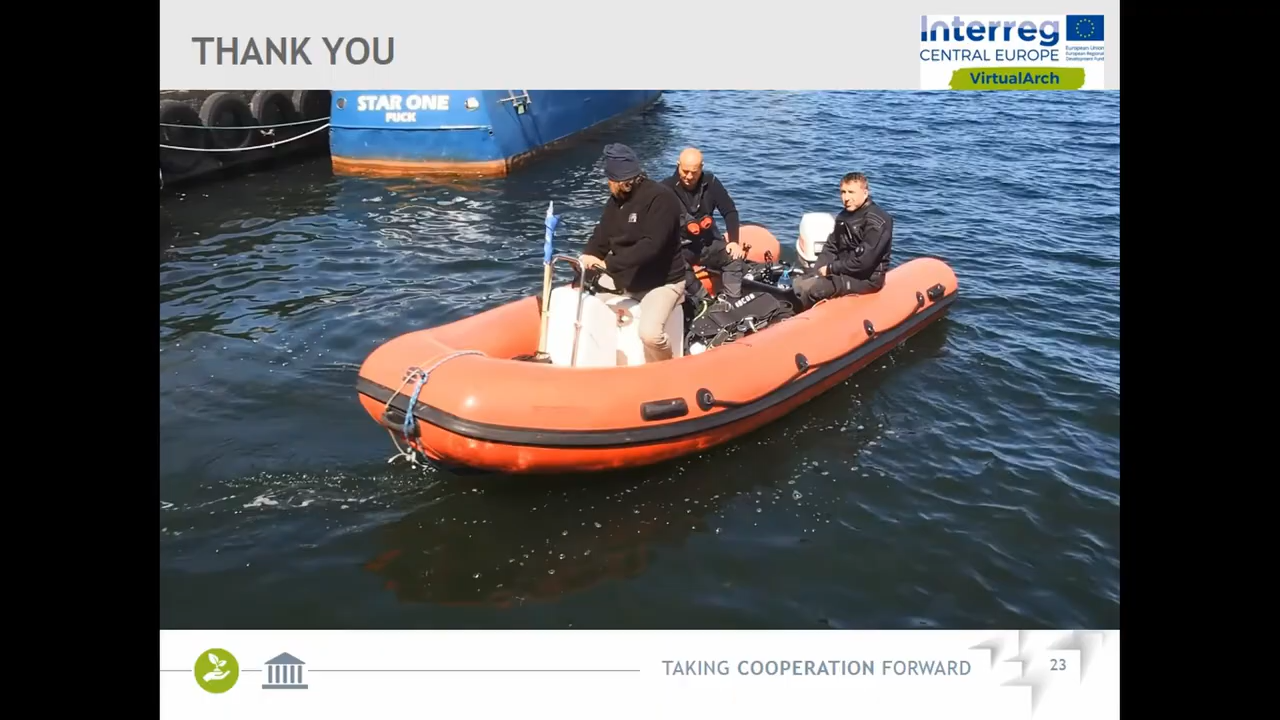 THANK YOU
Interreg
CENTRAL EUROPE
European Union
European Regional
Development Fund
VirtualArch
STAR ONE
PUCK
TAKING COOPERATION FORWARD
23